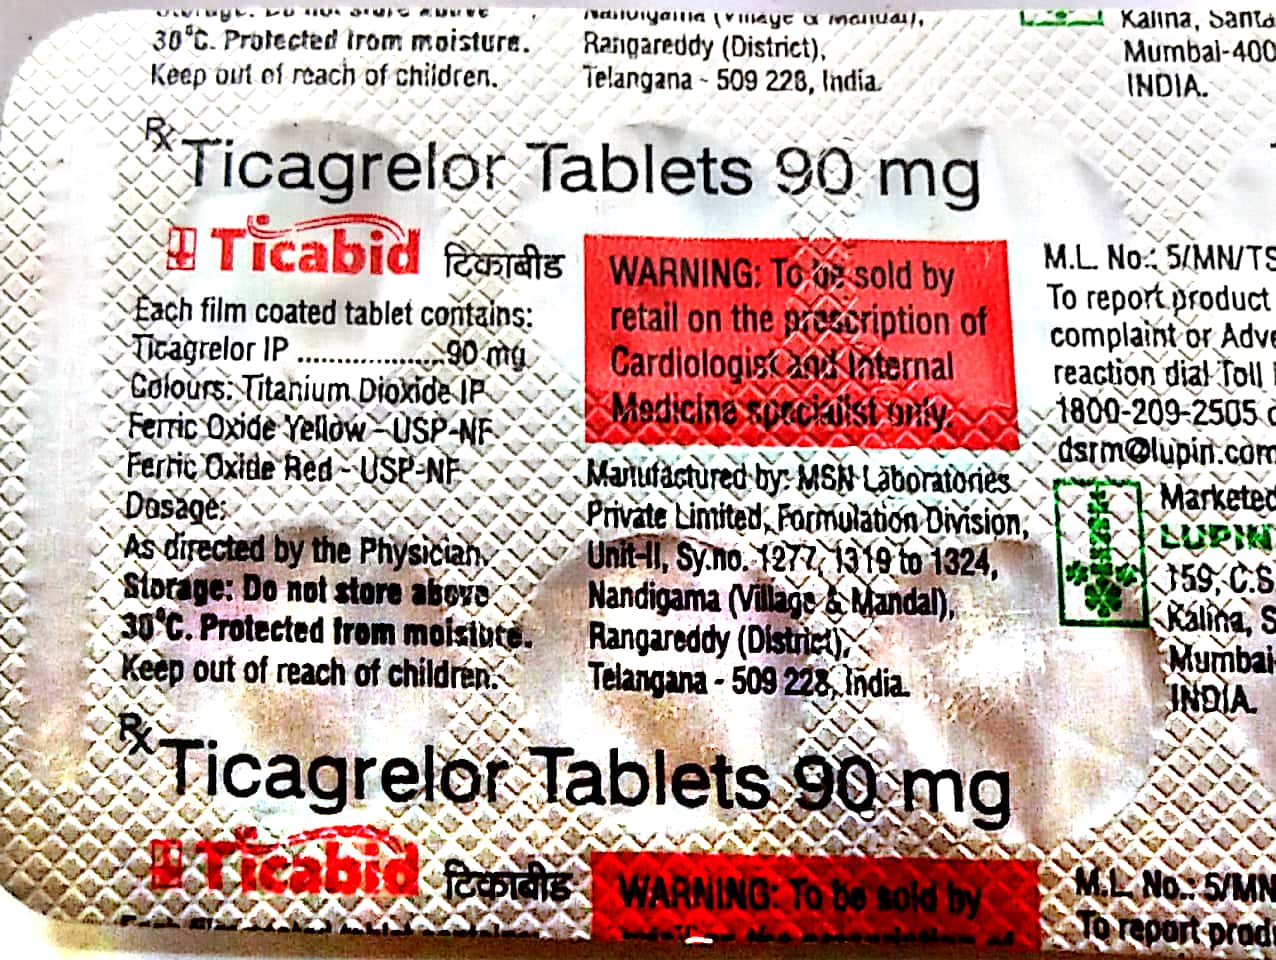 30°C. Protected from moisture.
Keep out of reach of children.
Nandigama (Village & Mandal),
Rangareddy (District),
Telangana - 509 228, India.
Kalina, Santa
Mumbai-400
INDIA.
Rx
Ticagrelor Tablets 90 mg
Ticabid टिकाबीड
Each film coated tablet contains:
Ticagrelor IP ...................90 mg
Colours: Titanium Dioxide IP
Ferric Oxide Yellow - USP-NF
Ferric Oxide Red - USP-NF
Dosage:
As directed by the Physician.
Storage: Do not store above
30°C. Protected from moisture.
Keep out of reach of children.
WARNING: To be sold by
retail on the prescription of
Cardiologist and Internal
Medicine specialist only.
Manufactured by: MSN Laboratories
Private Limited, Formulation Division,
Unit-II, Sy.no. 1277, 1319 to 1324,
Nandigama (Village & Mandal),
Rangareddy (District),
Telangana - 509 228, India.
M.L. No.: 5/MN/TS
To report product
complaint or Adve
reaction dial Toll
1800-209-2505
dsrm@lupin.com
Marketed
LUPIN
159, C.S
Kalina, S
Mumbai
INDIA.
Rx
Ticagrelor Tablets 90 mg
Ticabid टिकाबीड
WARNING: To be sold by
M.L. No.: 5/MN
To report produ